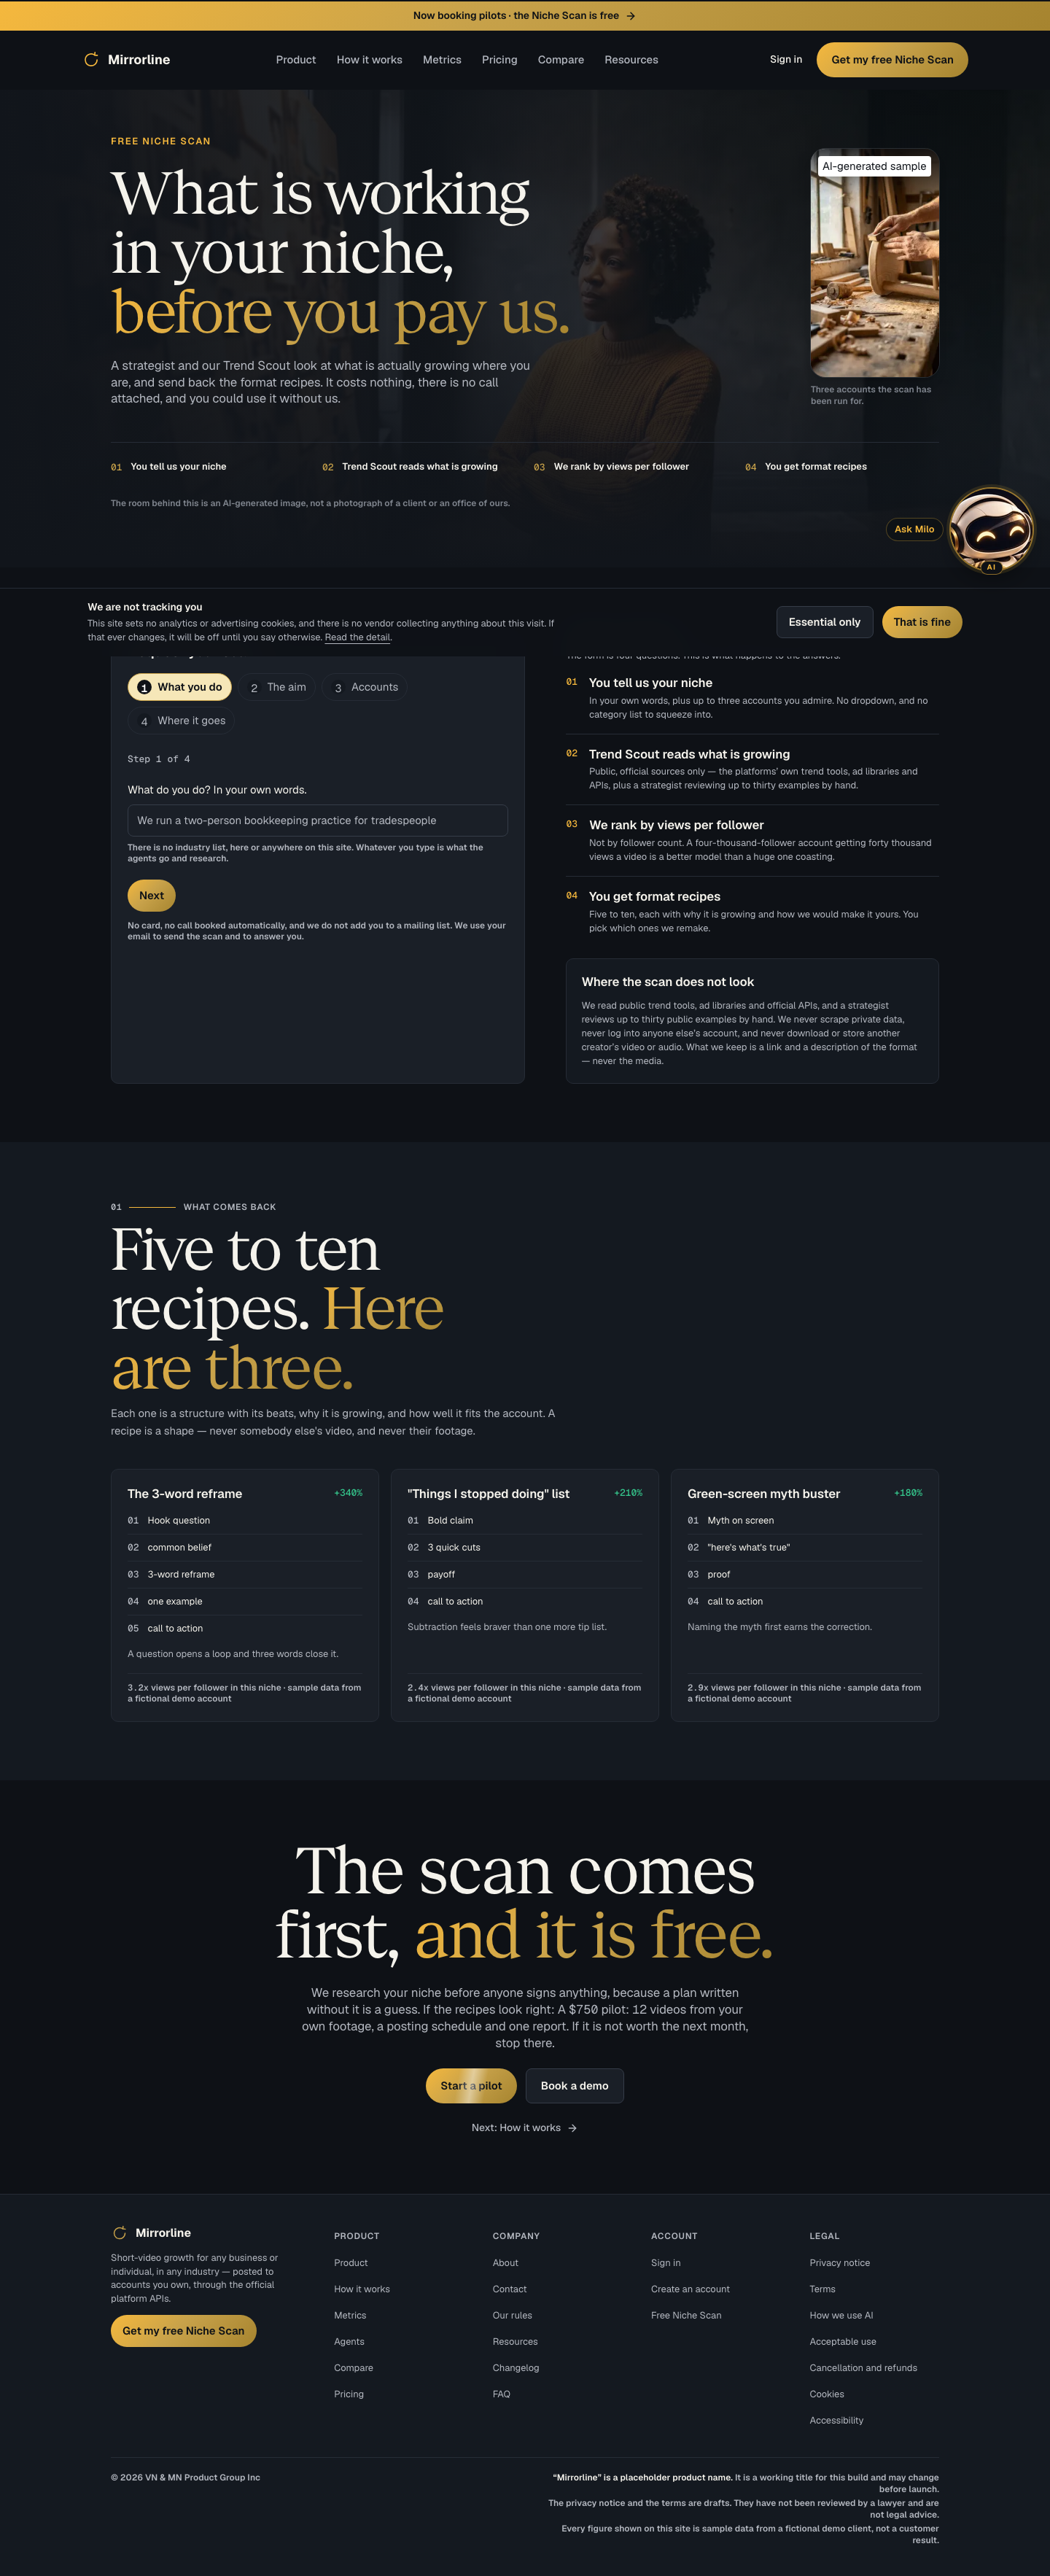 Now booking pilots · the Niche Scan is free →
Mirrorline
Product
How it works
Metrics
Pricing
Compare
Resources
Sign in
Get my free Niche Scan
FREE NICHE SCAN
What is working
in your niche,
before you pay us.
A strategist and our Trend Scout look at what is actually growing where you
are, and send back the format recipes. It costs nothing, there is no call
attached, and you could use it without us.
AI-generated sample
Three accounts the scan has
been run for.
01 You tell us your niche
02 Trend Scout reads what is growing
03 We rank by views per follower
04 You get format recipes
The room behind this is an AI-generated image, not a photograph of a client or an office of ours.
Ask Milo
AI
We are not tracking you
This site sets no analytics or advertising cookies, and there is no vendor collecting anything about this visit. If
that ever changes, it will be off until you say otherwise. Read the detail.
Essential only
That is fine
1 What you do
2 The aim
3 Accounts
4 Where it goes
Step 1 of 4
What do you do? In your own words.
We run a two-person bookkeeping practice for tradespeople
There is no industry list, here or anywhere on this site. Whatever you type is what the
agents go and research.
Next
No card, no call booked automatically, and we do not add you to a mailing list. We use your
email to send the scan and to answer you.
The form is four questions. This is what happens to the answers.
01 You tell us your niche
In your own words, plus up to three accounts you admire. No dropdown, and no
category list to squeeze into.
02 Trend Scout reads what is growing
Public, official sources only — the platforms' own trend tools, ad libraries and
APIs, plus a strategist reviewing up to thirty examples by hand.
03 We rank by views per follower
Not by follower count. A four-thousand-follower account getting forty thousand
views a video is a better model than a huge one coasting.
04 You get format recipes
Five to ten, each with why it is growing and how we would make it yours. You
pick which ones we remake.
Where the scan does not look
We read public trend tools, ad libraries and official APIs, and a strategist
reviews up to thirty public examples by hand. We never scrape private data,
never log into anyone else's account, and never download or store another
creator's video or audio. What we keep is a link and a description of the format
— never the media.
01 WHAT COMES BACK
Five to ten
recipes. Here
are three.
Each one is a structure with its beats, why it is growing, and how well it fits the account. A
recipe is a shape — never somebody else's video, and never their footage.
The 3-word reframe +340%
01 Hook question
02 common belief
03 3-word reframe
04 one example
05 call to action
A question opens a loop and three words close it.
3.2x views per follower in this niche · sample data from
a fictional demo account
"Things I stopped doing" list +210%
01 Bold claim
02 3 quick cuts
03 payoff
04 call to action
Subtraction feels braver than one more tip list.
2.4x views per follower in this niche · sample data from
a fictional demo account
Green-screen myth buster +180%
01 Myth on screen
02 "here's what's true"
03 proof
04 call to action
Naming the myth first earns the correction.
2.9x views per follower in this niche · sample data from
a fictional demo account
The scan comes
first, and it is free.
We research your niche before anyone signs anything, because a plan written
without it is a guess. If the recipes look right: A $750 pilot: 12 videos from your
own footage, a posting schedule and one report. If it is not worth the next month,
stop there.
Start a pilot
Book a demo
Next: How it works →
Mirrorline
Short-video growth for any business or
individual, in any industry — posted to
accounts you own, through the official
platform APIs.
Get my free Niche Scan
PRODUCT
Product
How it works
Metrics
Agents
Compare
Pricing
COMPANY
About
Contact
Our rules
Resources
Changelog
FAQ
ACCOUNT
Sign in
Create an account
Free Niche Scan
LEGAL
Privacy notice
Terms
How we use AI
Acceptable use
Cancellation and refunds
Cookies
Accessibility
© 2026 VN & MN Product Group Inc
“Mirrorline” is a placeholder product name. It is a working title for this build and may change
before launch.
The privacy notice and the terms are drafts. They have not been reviewed by a lawyer and are
not legal advice.
Every figure shown on this site is sample data from a fictional demo client, not a customer
result.